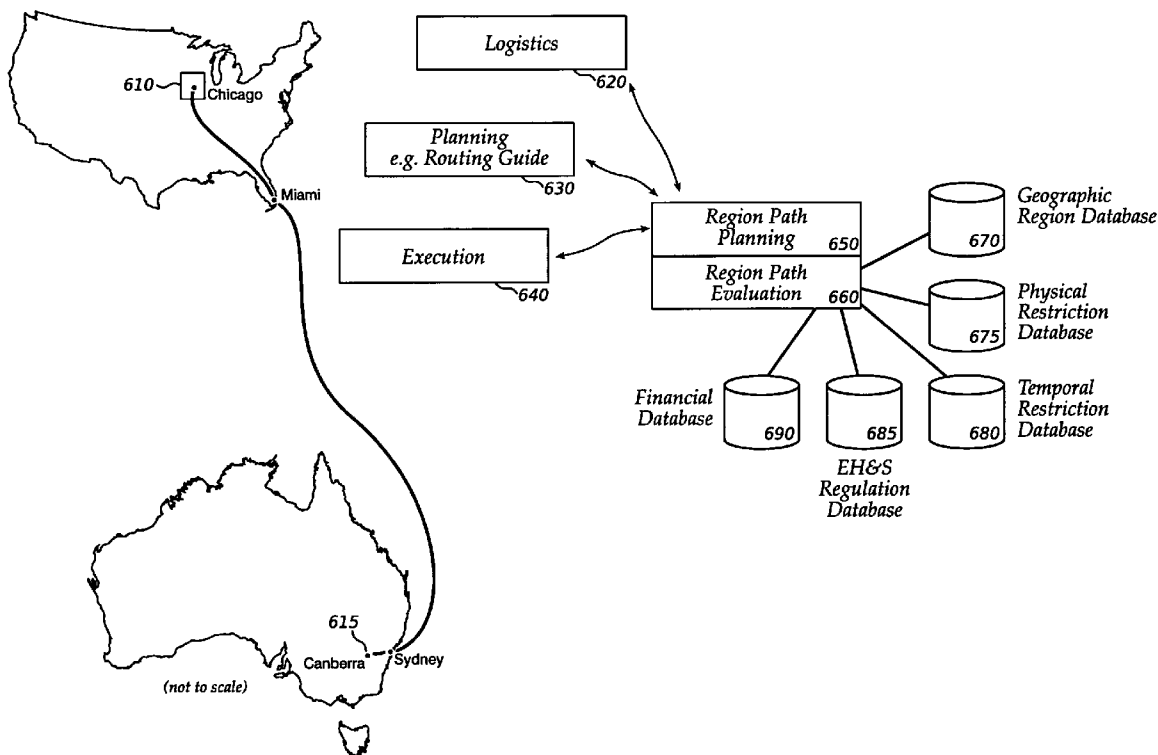 610
Chicago
Miami
Logistics
620
Planning
e.g. Routing Guide
630
Execution
640
Region Path
Planning
650
Region Path
Evaluation
660
Geographic
Region Database
670
Physical
Restriction
Database
675
Temporal
Restriction
Database
680
EH&S
Regulation
Database
685
Financial
Database
690
615
Canberra
Sydney
(not to scale)